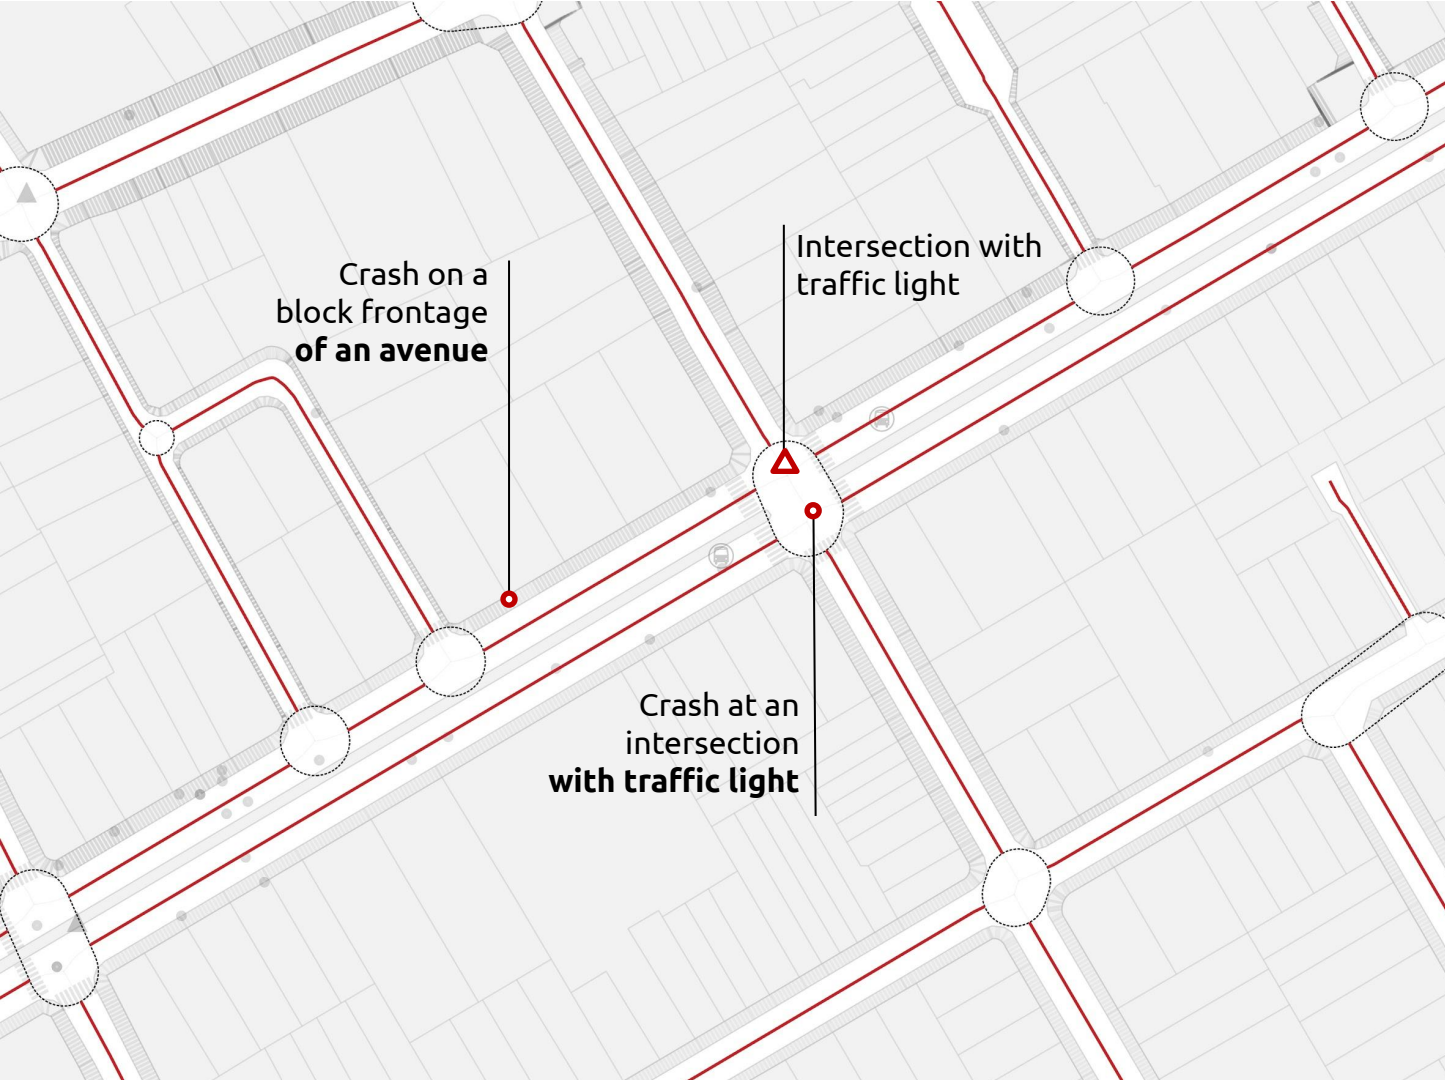 Intersection with
traffic light
Crash on a
block frontage
of an avenue
Crash at an
intersection
with traffic light